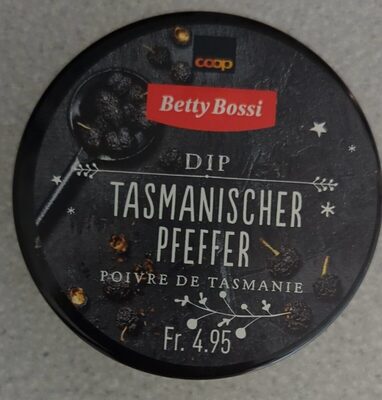 coop
Betty Bossi
DIP
TASMANISCHER
PFEFFER
POIVRE DE TASMANIE
Fr. 4.95